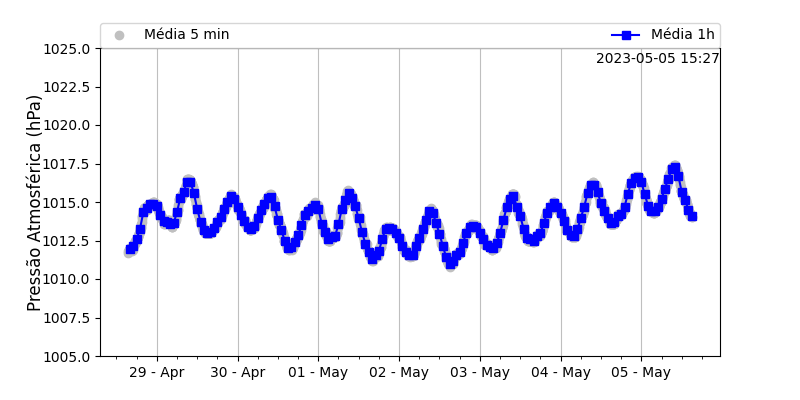 Média 5 min
Média 1h
2023-05-05 15:27
Pressão Atmosférica (hPa)
1025.0
1022.5
1020.0
1017.5
1015.0
1012.5
1010.0
1007.5
1005.0
29 - Apr
30 - Apr
01 - May
02 - May
03 - May
04 - May
05 - May